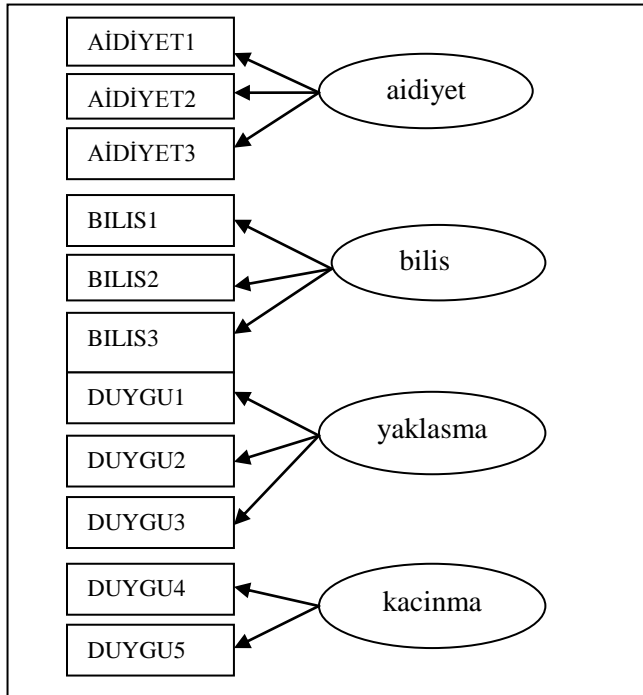 AİDİYET1
AİDİYET2
AİDİYET3
aidiyet
BILIS1
BILIS2
BILIS3
bilis
DUYGU1
DUYGU2
DUYGU3
yaklasma
DUYGU4
DUYGU5
kacinma